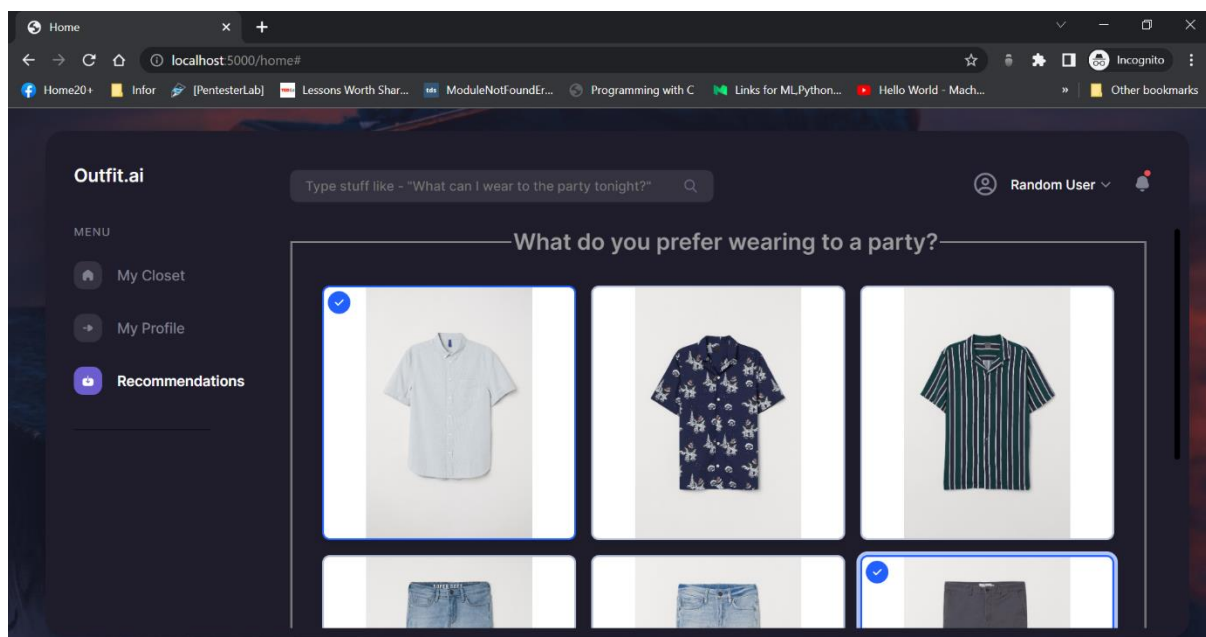 Home
localhost:5000/home#
Incognito
Home20+ Infor [PentesterLab] Lessons Worth Shar... ModuleNotFoundEr... Programming with C Links for ML,Python... Hello World - Mach... » Other bookmarks
Outfit.ai
Type stuff like - "What can I wear to the party tonight?"
Random User
MENU
What do you prefer wearing to a party?
My Closet
My Profile
Recommendations